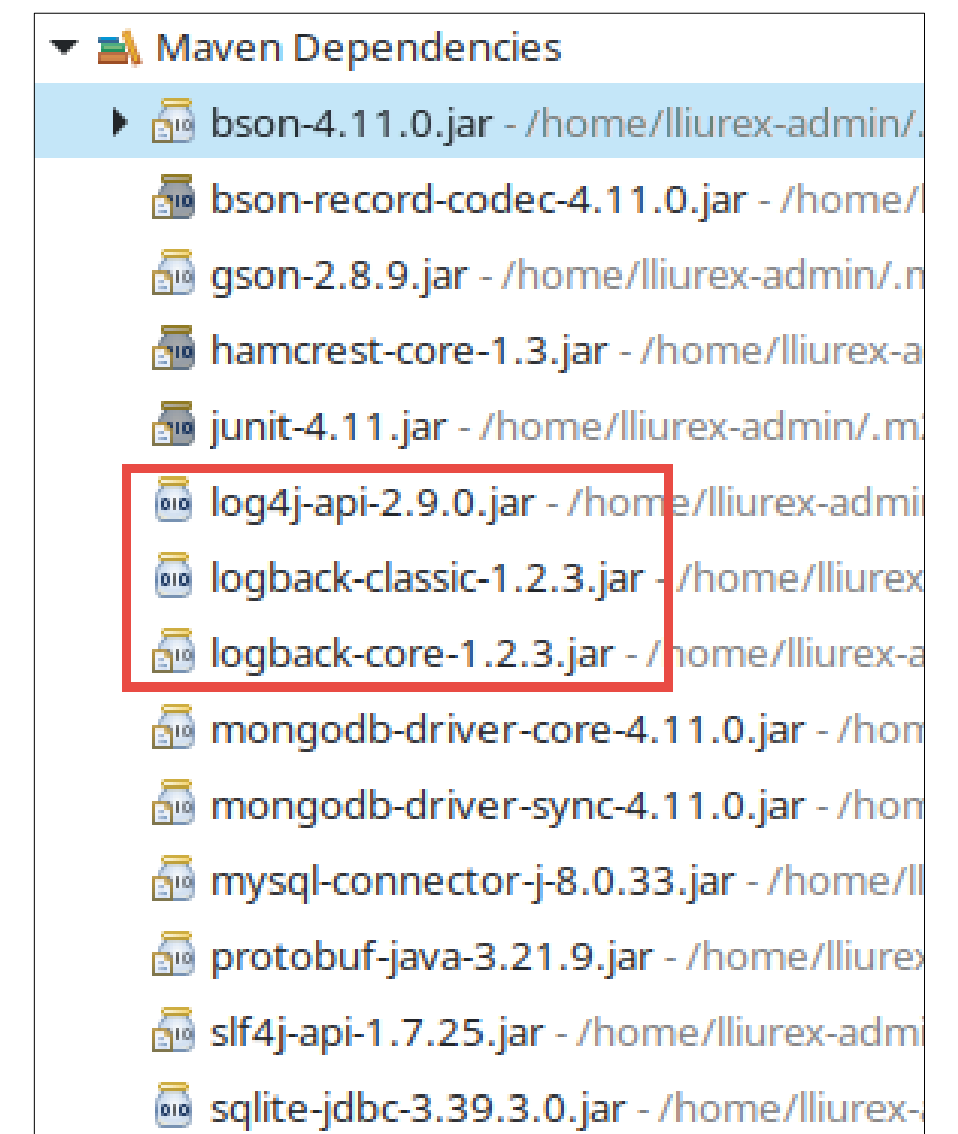 Maven Dependencies
bson-4.11.0.jar - /home/lliurex-admin/.
bson-record-codec-4.11.0.jar - /home/l
gson-2.8.9.jar - /home/lliurex-admin/.m
hamcrest-core-1.3.jar - /home/lliurex-a
junit-4.11.jar - /home/lliurex-admin/.m2
log4j-api-2.9.0.jar - /home/lliurex-admin
logback-classic-1.2.3.jar - /home/lliurex
logback-core-1.2.3.jar - /home/lliurex-a
mongodb-driver-core-4.11.0.jar - /hom
mongodb-driver-sync-4.11.0.jar - /hom
mysql-connector-j-8.0.33.jar - /home/ll
protobuf-java-3.21.9.jar - /home/lliurex
slf4j-api-1.7.25.jar - /home/lliurex-admi
sqlite-jdbc-3.39.3.0.jar - /home/lliurex-